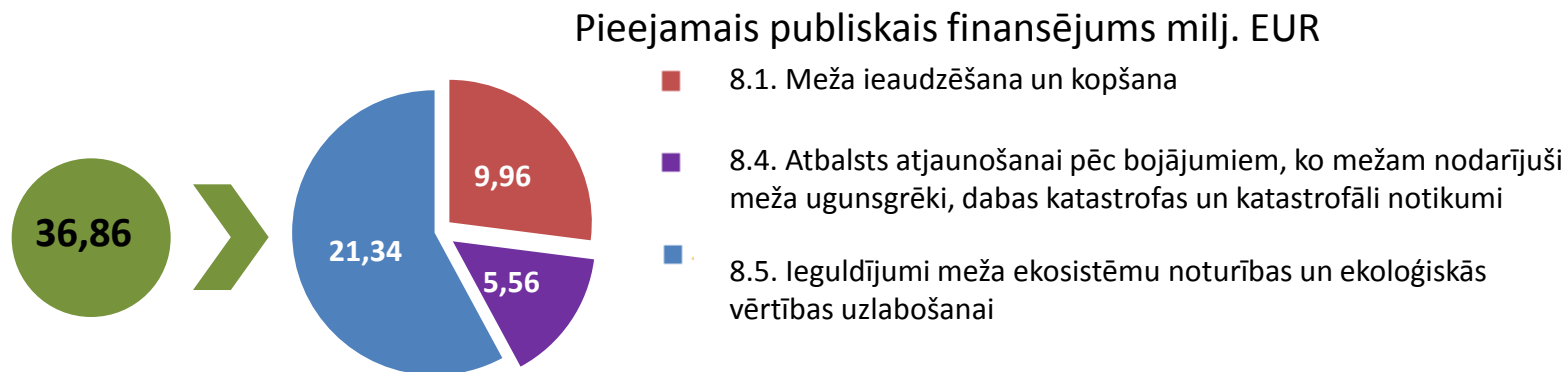 Pieejamais publiskais finansējums milj. EUR
8.1. Meža ieaudzēšana un kopšana
8.4. Atbalsts atjaunošanai pēc bojājumiem, ko mežam nodarījuši
meža ugunsgrēki, dabas katastrofas un katastrofāli notikumi
8.5. Ieguldījumi meža ekosistēmu noturības un ekoloģiskās
vērtības uzlabošanai
36,86
9,96
21,34
5,56